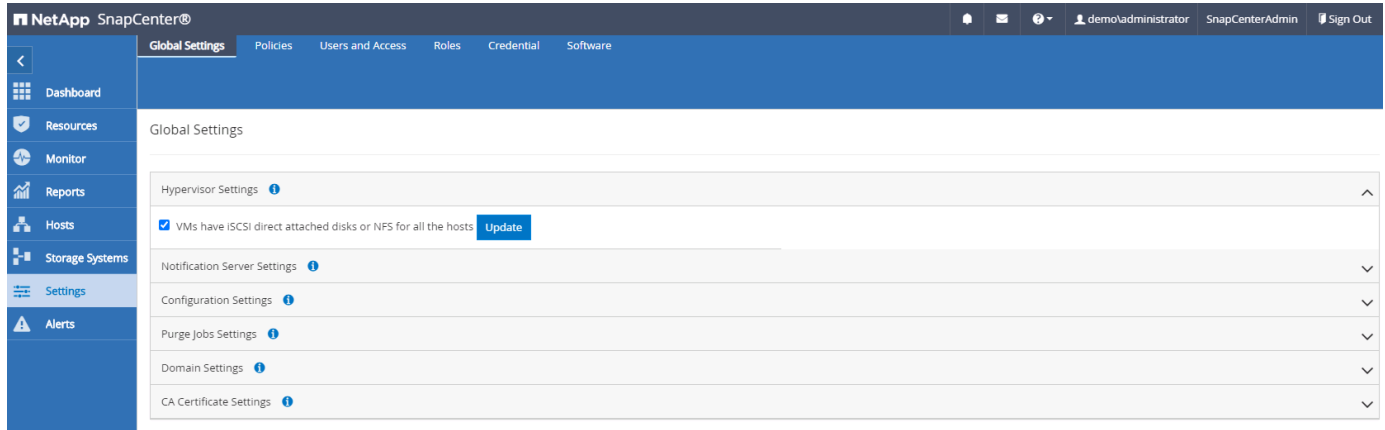 NetApp SnapCenter®
demo\administrator SnapCenterAdmin Sign Out
Global Settings Policies Users and Access Roles Credential Software
Dashboard
Resources
Monitor
Reports
Hosts
Storage Systems
Settings
Alerts
Global Settings
Hypervisor Settings
VMs have iSCSI direct attached disks or NFS for all the hosts Update
Notification Server Settings
Configuration Settings
Purge Jobs Settings
Domain Settings
CA Certificate Settings